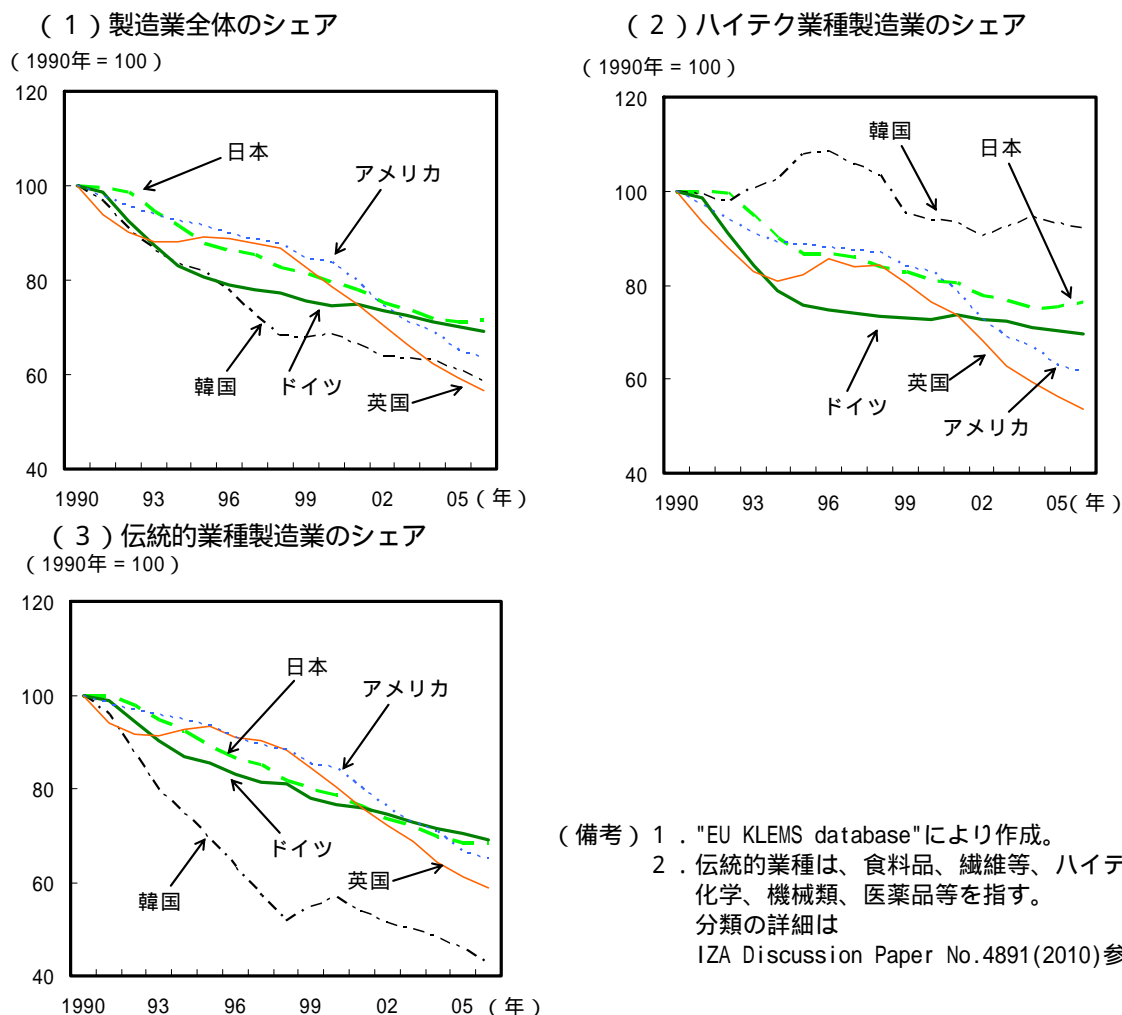 （１）製造業全体のシェア
（1990年＝100）
120
100
80
60
40
日本
アメリカ
韓国
ドイツ
英国
1990 93 96 99 02 05（年）
（２）ハイテク業種製造業のシェア
（1990年＝100）
120
100
80
60
40
韓国
日本
ドイツ
英国
アメリカ
1990 93 96 99 02 05（年）
（３）伝統的業種製造業のシェア
（1990年＝100）
120
100
80
60
40
日本
アメリカ
ドイツ
韓国
英国
1990 93 96 99 02 05（年）
（備考）１．"EU KLEMS database"により作成。
２．伝統的業種は、食料品、繊維等、ハイテ
化学、機械類、医薬品等を指す。
分類の詳細は
IZA Discussion Paper No.4891(2010)参